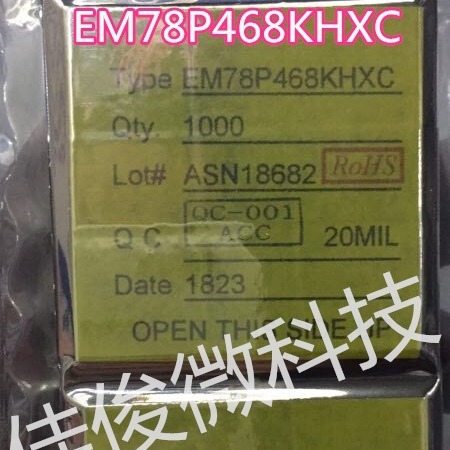 EM78P468KHXC
Type EM78P468KHXC
Qty. 1000
Lot# ASN18682 RoHS
QC-001
ACC
Q C 20MIL
Date 1823
OPEN THIS SIDE UP
佳俊微科技